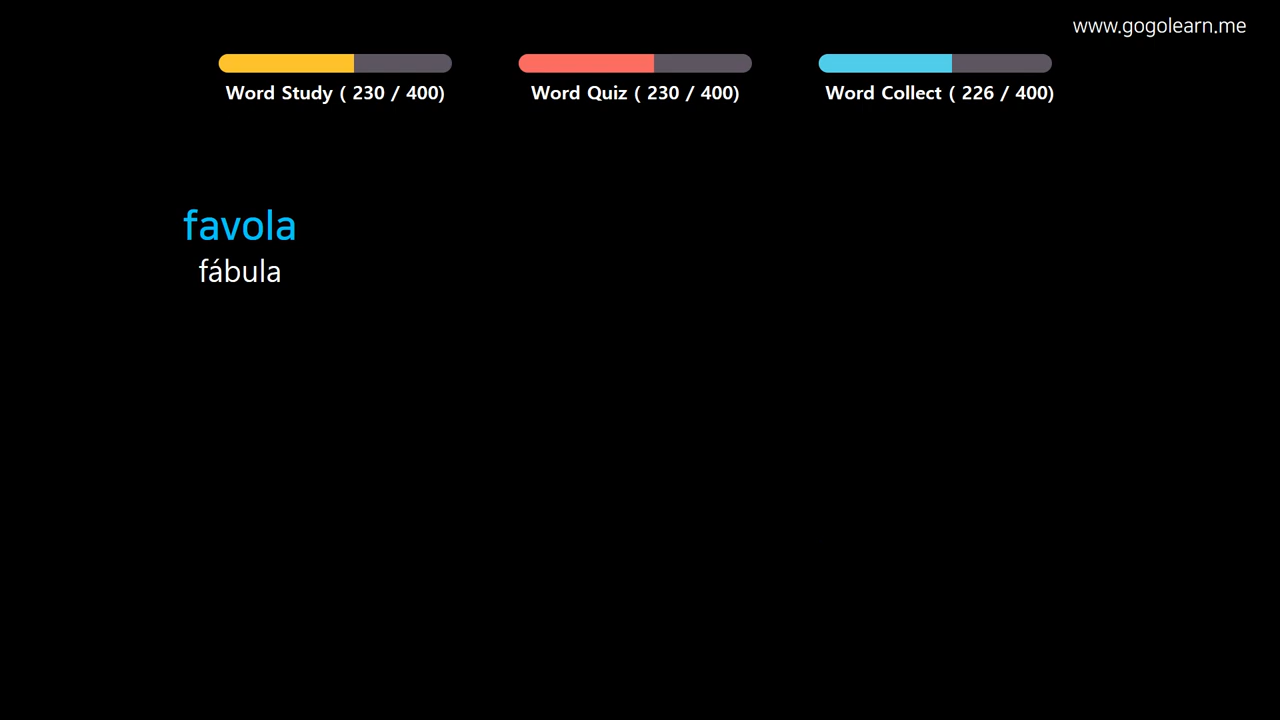 www.gogolearn.me
Word Study ( 230 / 400)
Word Quiz ( 230 / 400)
Word Collect ( 226 / 400)
favola
fábula